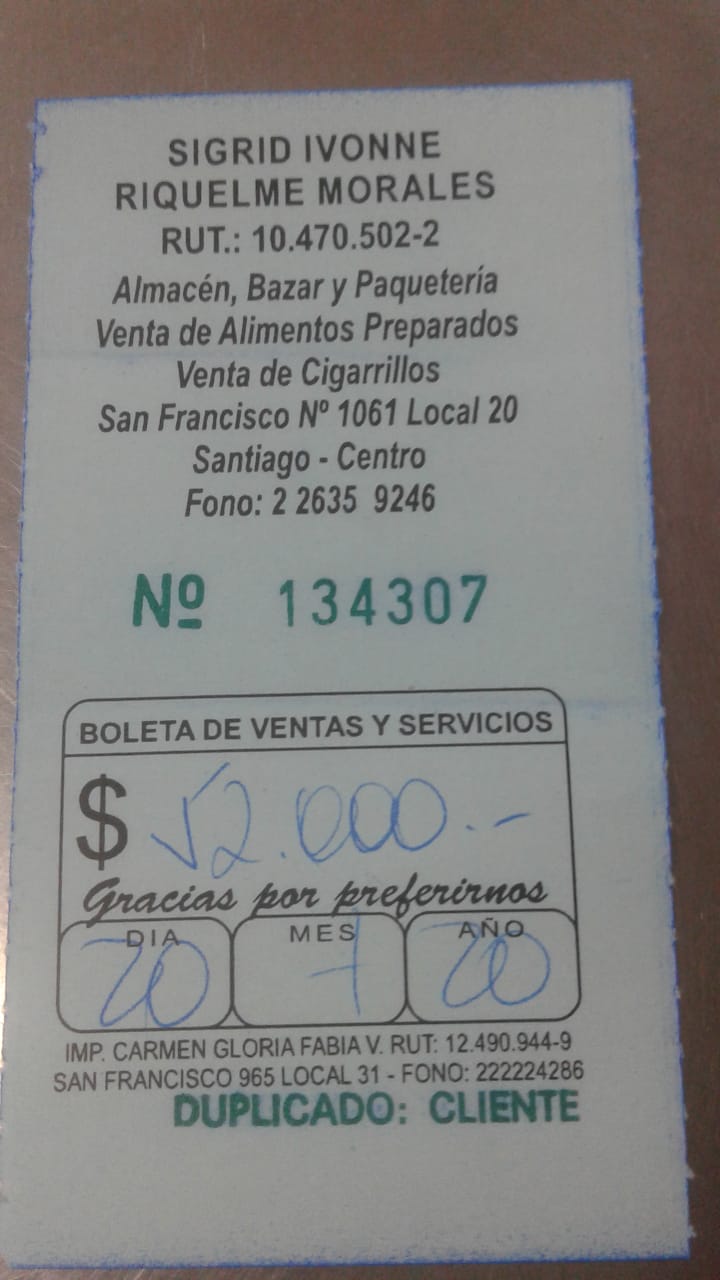 SIGRID IVONNE
RIQUELME MORALES
RUT.: 10.470.502-2
Almacén, Bazar y Paquetería
Venta de Alimentos Preparados
Venta de Cigarrillos
San Francisco Nº 1061 Local 20
Santiago - Centro
Fono: 2 2635 9246
Nº 134307
BOLETA DE VENTAS Y SERVICIOS
$ 2.000.-
Gracias por preferirnos
DIA MES AÑO
20 20
IMP. CARMEN GLORIA FABIA V. RUT: 12.490.944-9
SAN FRANCISCO 965 LOCAL 31 - FONO: 222224286
DUPLICADO: CLIENTE